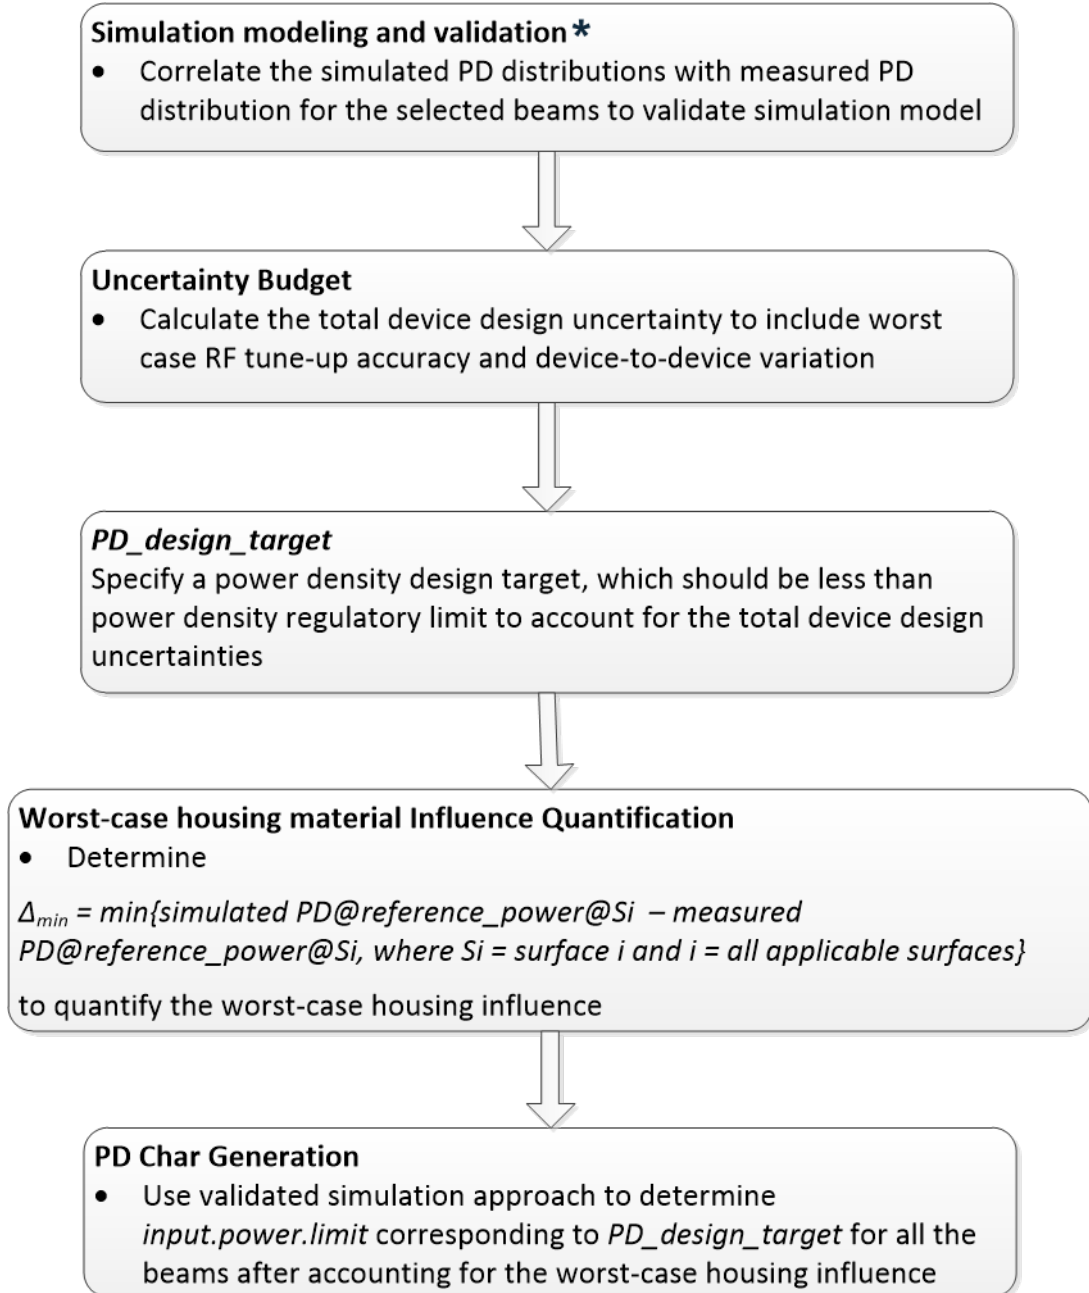 Simulation modeling and validation*
• Correlate the simulated PD distributions with measured PD
distribution for the selected beams to validate simulation model
Uncertainty Budget
• Calculate the total device design uncertainty to include worst
case RF tune-up accuracy and device-to-device variation
PD_design_target
Specify a power density design target, which should be less than
power density regulatory limit to account for the total device design
uncertainties
Worst-case housing material Influence Quantification
• Determine
Δmin = min{simulated PD@reference_power@Si – measured
PD@reference_power@Si, where Si = surface i and i = all applicable surfaces}
to quantify the worst-case housing influence
PD Char Generation
• Use validated simulation approach to determine
input.power.limit corresponding to PD_design_target for all the
beams after accounting for the worst-case housing influence